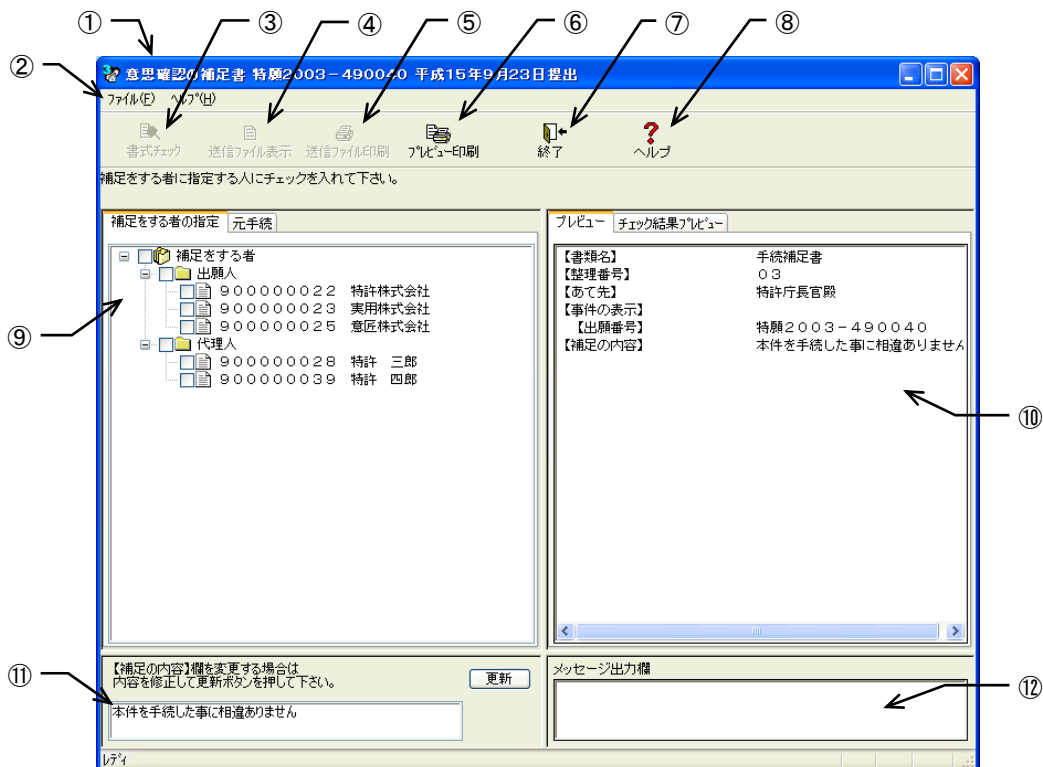 ① ③ ④ ⑤ ⑥ ⑦ ⑧
②
意思確認の補足書 特願2003-490040 平成15年9月23日提出
ファイル(F) ヘルプ(H)
書式チェック 送信ファイル表示 送信ファイル印刷 プレビュー印刷 終了 ヘルプ
補足をする者に指定する人にチェックを入れて下さい。
補足をする者の指定 元手続
補足をする者
出願人
900000022 特許株式会社
900000023 実用株式会社
900000025 意匠株式会社
代理人
900000028 特許 三郎
900000039 特許 四郎
⑨
プレビュー チェック結果プレビュー
【書類名】 手続補足書
【整理番号】 03
【あて先】 特許庁長官殿
【事件の表示】
【出願番号】 特願2003-490040
【補足の内容】 本件を手続した事に相違ありません
⑩
⑪
【補足の内容】欄を変更する場合は
内容を修正して更新ボタンを押して下さい。
更新
本件を手続した事に相違ありません
メッセージ出力欄
⑫
レディ